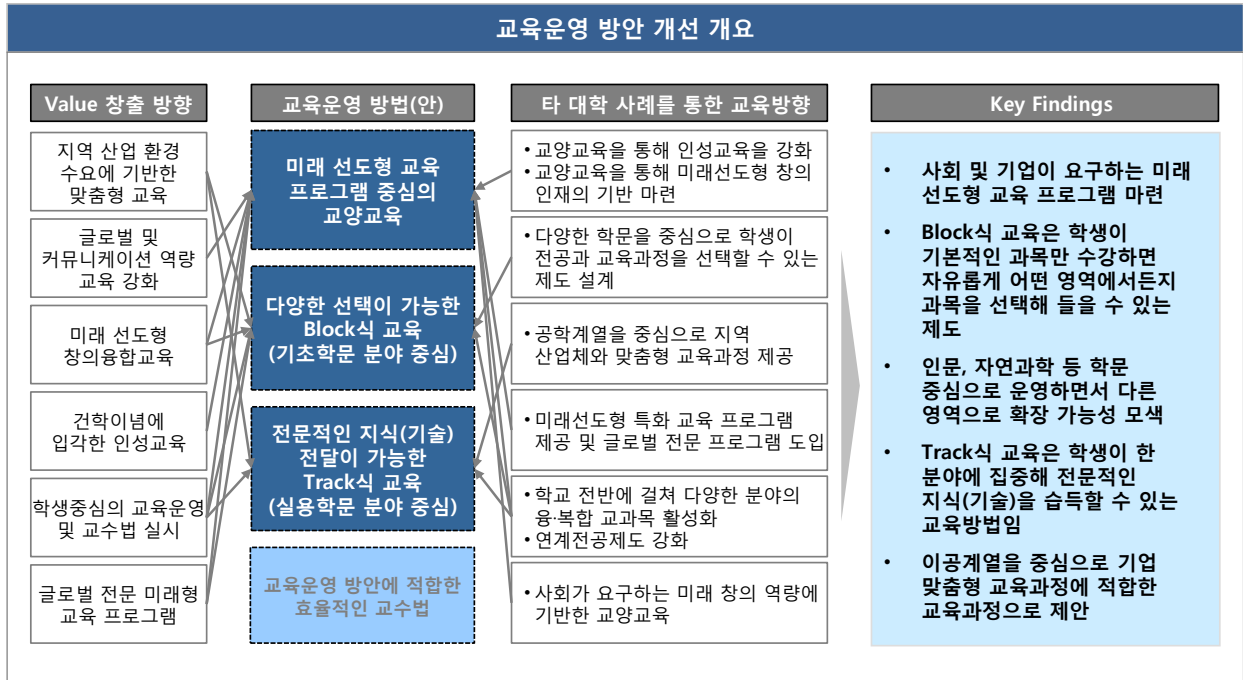 교육운영 방안 개선 개요
Value 창출 방향
지역 산업 환경
수요에 기반한
맞춤형 교육
글로벌 및
커뮤니케이션 역량
교육 강화
미래 선도형
창의융합교육
건학이념에
입각한 인성교육
학생중심의 교육운영
및 교수법 실시
글로벌 전문 미래형
교육 프로그램
교육운영 방법(안)
미래 선도형 교육
프로그램 중심의
교양교육
다양한 선택이 가능한
Block식 교육
(기초학문 분야 중심)
전문적인 지식(기술)
전달이 가능한
Track식 교육
(실용학문 분야 중심)
교육운영 방안에 적합한
효율적인 교수법
타 대학 사례를 통한 교육방향
• 교양교육을 통해 인성교육을 강화
• 교양교육을 통해 미래선도형 창의
인재의 기반 마련
• 다양한 학문을 중심으로 학생이
전공과 교육과정을 선택할 수 있는
제도 설계
• 공학계열을 중심으로 지역
산업체와 맞춤형 교육과정 제공
• 미래선도형 특화 교육 프로그램
제공 및 글로벌 전문 프로그램 도입
• 학교 전반에 걸쳐 다양한 분야의
융·복합 교과목 활성화
• 연계전공제도 강화
• 사회가 요구하는 미래 창의 역량에
기반한 교양교육
Key Findings
• 사회 및 기업이 요구하는 미래
선도형 교육 프로그램 마련
• Block식 교육은 학생이
기본적인 과목만 수강하면
자유롭게 어떤 영역에서든지
과목을 선택해 들을 수 있는
제도
• 인문, 자연과학 등 학문
중심으로 운영하면서 다른
영역으로 확장 가능성 모색
• Track식 교육은 학생이 한
분야에 집중해 전문적인
지식(기술)을 습득할 수 있는
교육방법임
• 이공계열을 중심으로 기업
맞춤형 교육과정에 적합한
교육과정으로 제안